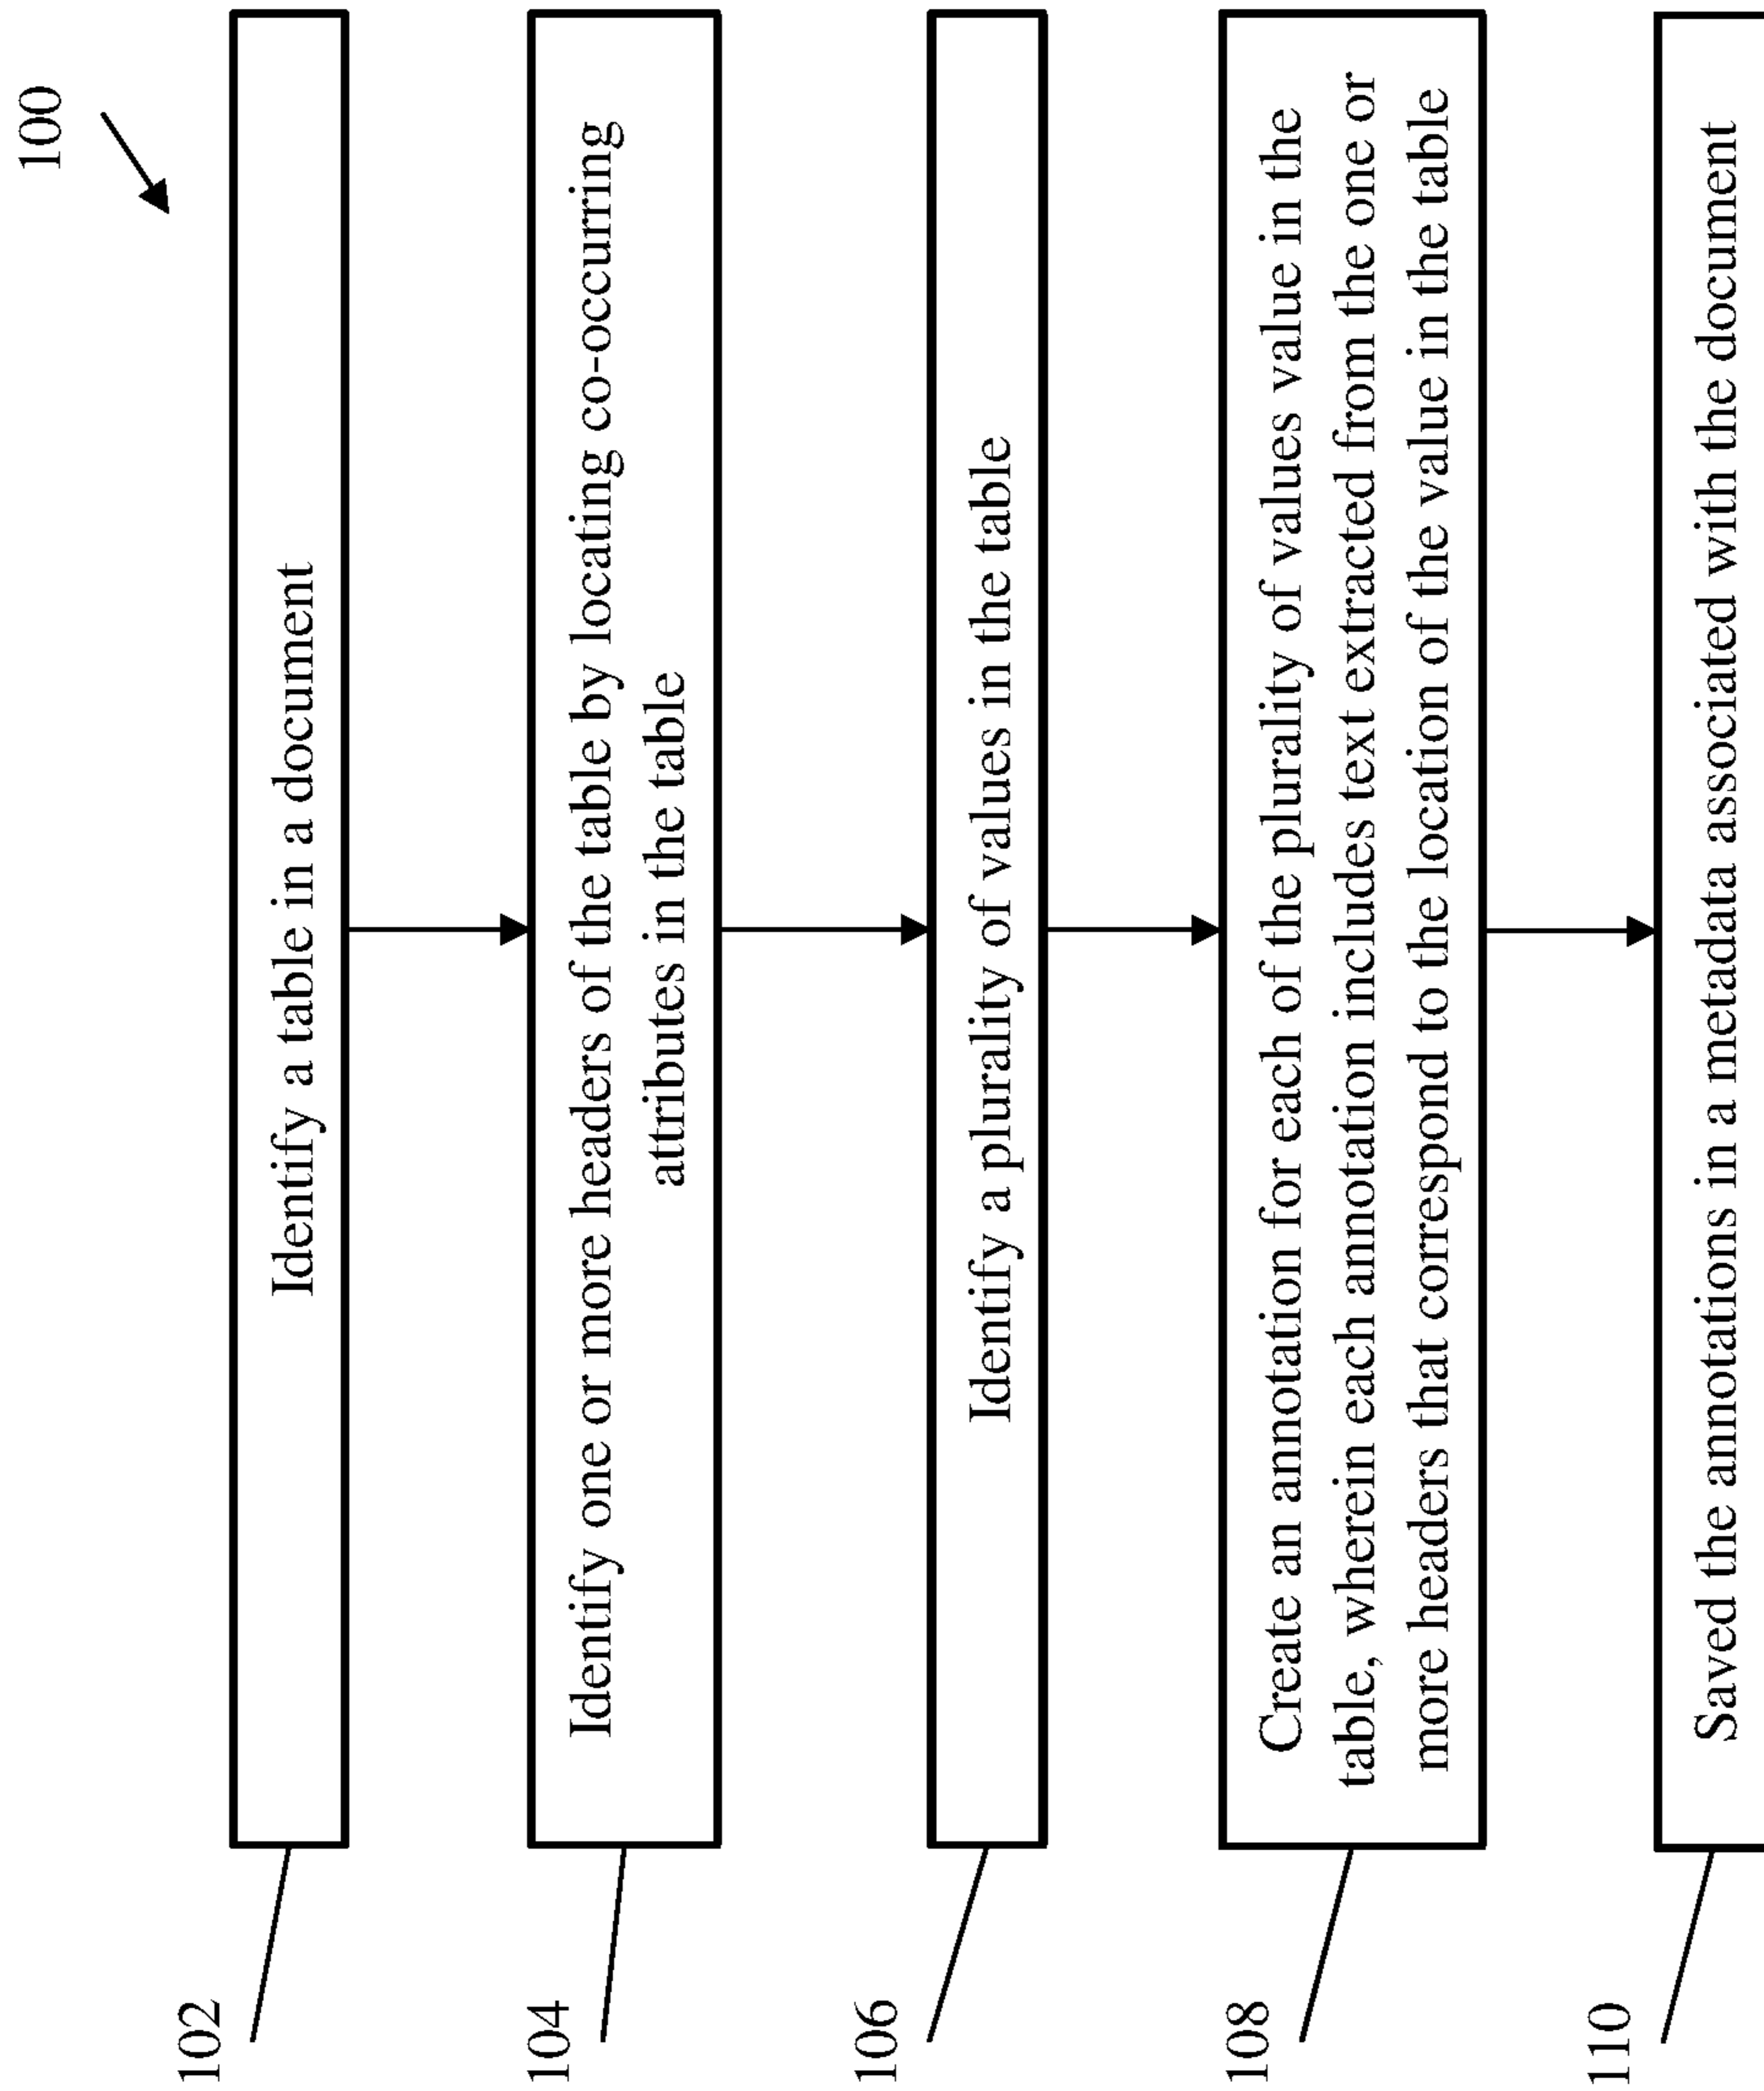 100
102
Identify a table in a document
104
Identify one or more headers of the table by locating co-occurring
attributes in the table
106
Identify a plurality of values in the table
108
Create an annotation for each of the plurality of values value in the
table, wherein each annotation includes text extracted from the one or
more headers that correspond to the location of the value in the table
110
Saved the annotations in a metadata associated with the document